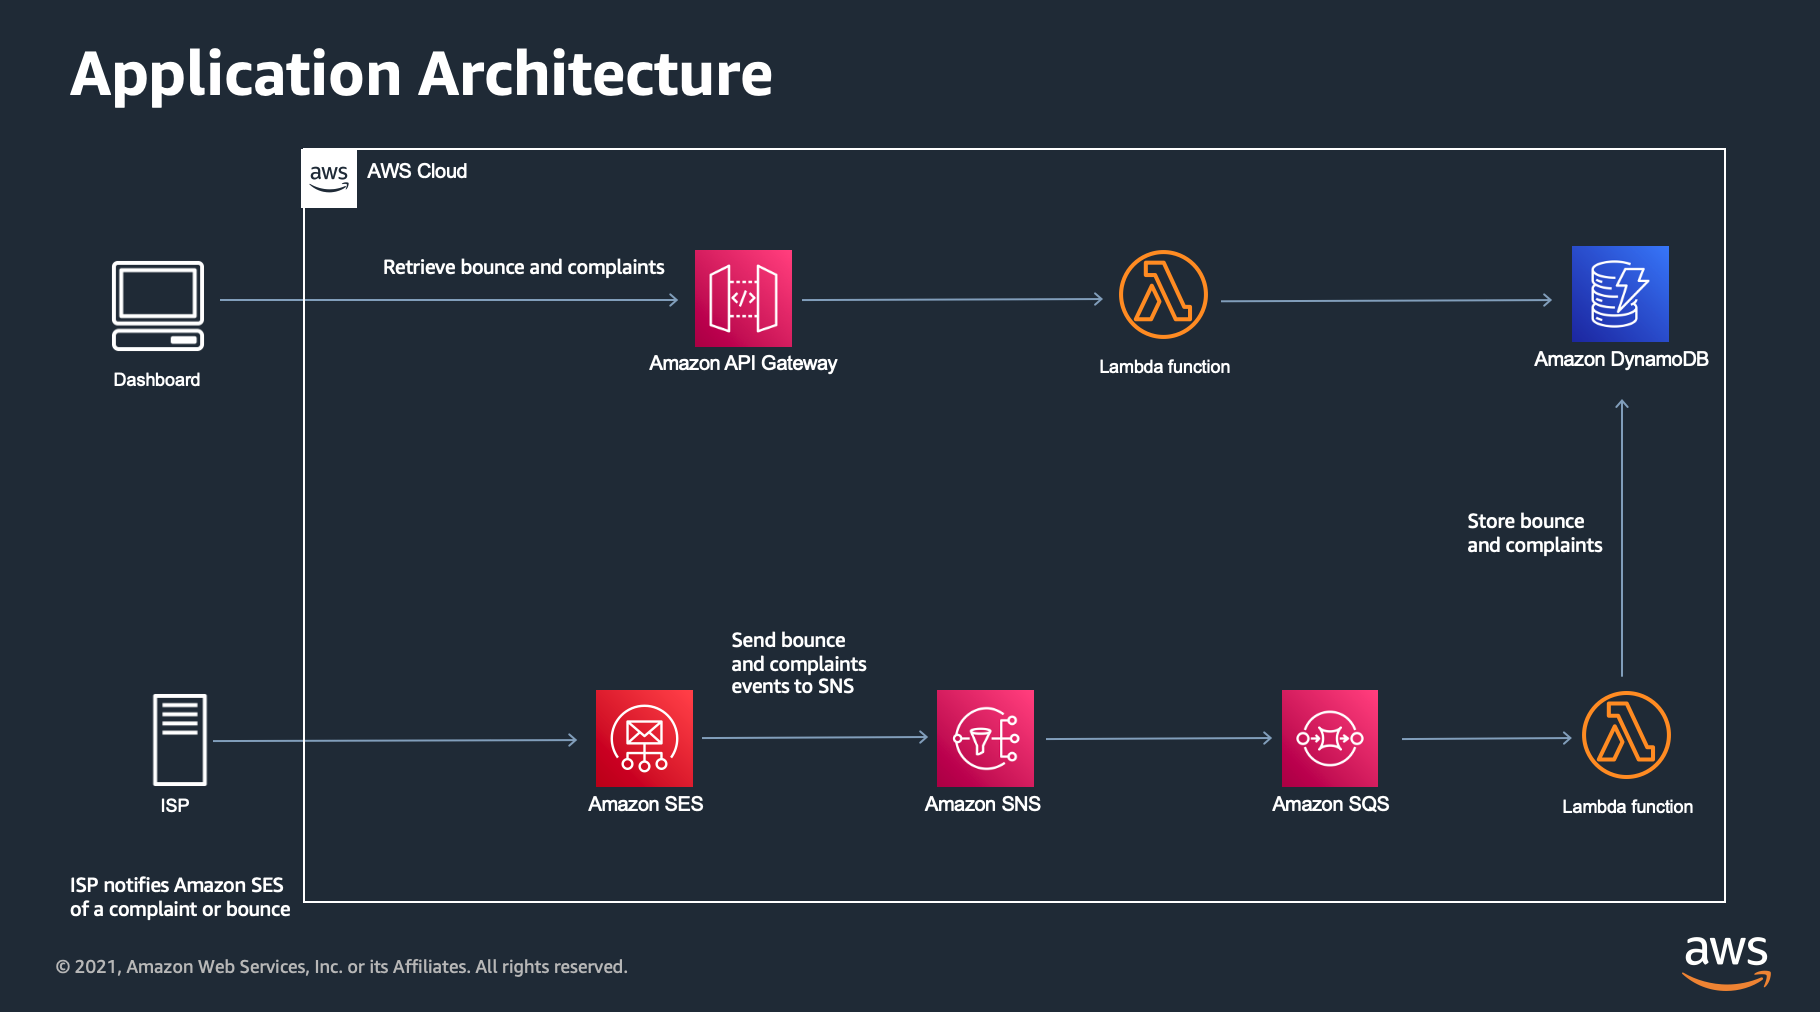 Application Architecture
aws
AWS Cloud
Retrieve bounce and complaints
Dashboard
Amazon API Gateway
Lambda function
Amazon DynamoDB
Store bounce
and complaints
Send bounce
and complaints
events to SNS
ISP
Amazon SES
Amazon SNS
Amazon SQS
Lambda function
ISP notifies Amazon SES
of a complaint or bounce
© 2021, Amazon Web Services, Inc. or its Affiliates. All rights reserved.
aws